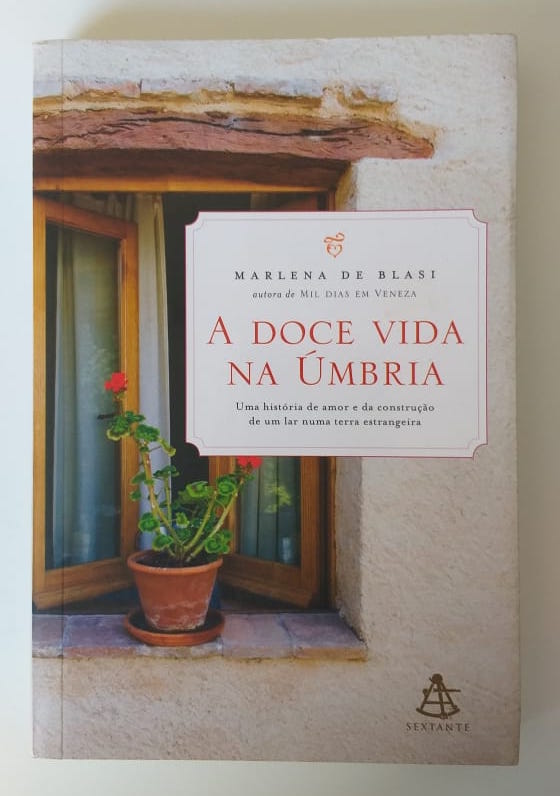 MARLENA DE BLASI
autora de MIL DIAS EM VENEZA
A DOCE VIDA
NA ÚMBRIA
Uma história de amor e da construção
de um lar numa terra estrangeira
SEXTANTE